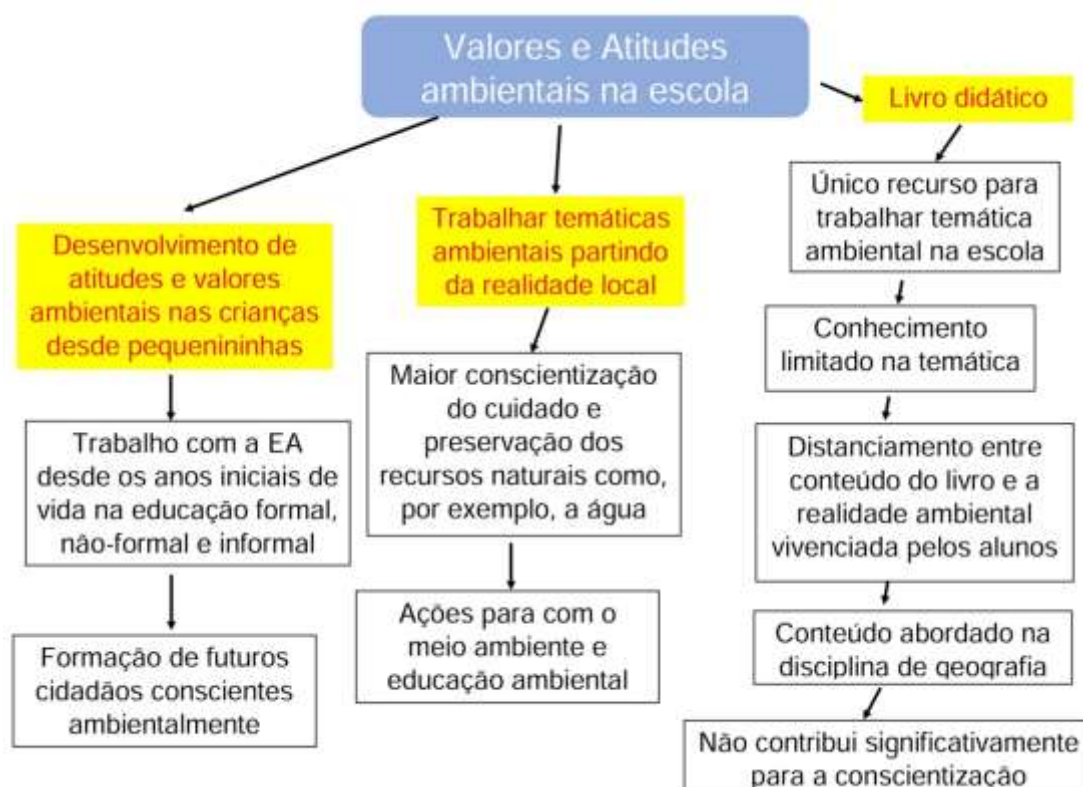 Valores e Atitudes
ambientais na escola
Desenvolvimento de
atitudes e valores
ambientais nas crianças
desde pequenininhas
Trabalho com a EA
desde os anos iniciais de
vida na educação formal,
não-formal e informal
Formação de futuros
cidadãos conscientes
ambientalmente
Trabalhar temáticas
ambientais partindo
da realidade local
Maior conscientização
do cuidado e
preservação dos
recursos naturais como,
por exemplo, a água
Ações para com o
meio ambiente e
educação ambiental
Livro didático
Único recurso para
trabalhar temática
ambiental na escola
Conhecimento
limitado na temática
Distanciamento entre
conteúdo do livro e a
realidade ambiental
vivenciada pelos alunos
Conteúdo abordado na
disciplina de geografia
Não contribui significativamente
para a conscientização